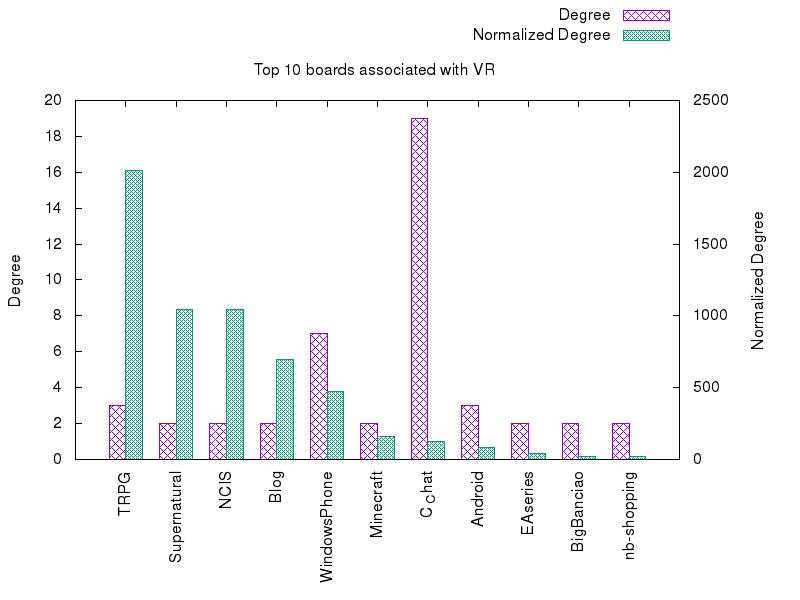 Degree
Normalized Degree
Top 10 boards associated with VR
20 2500
18
16 2000
14
12 1500
10
8 1000
6
4 500
2
0 0
Degree
Normalized Degree
TRPG
Supernatural
NCIS
Blog
WindowsPhone
Minecraft
C_Chat
Android
EAseries
BigBanciao
nb-shopping